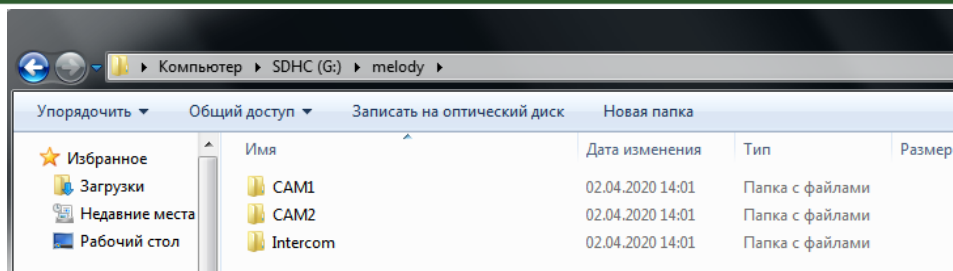 Компьютер ▸ SDHC (G:) ▸ melody ▸
Упорядочить ▾ Общий доступ ▾ Записать на оптический диск Новая папка
Избранное
Загрузки
Недавние места
Рабочий стол
Имя Дата изменения Тип Размер
CAM1 02.04.2020 14:01 Папка с файлами
CAM2 02.04.2020 14:01 Папка с файлами
Intercom 02.04.2020 14:01 Папка с файлами